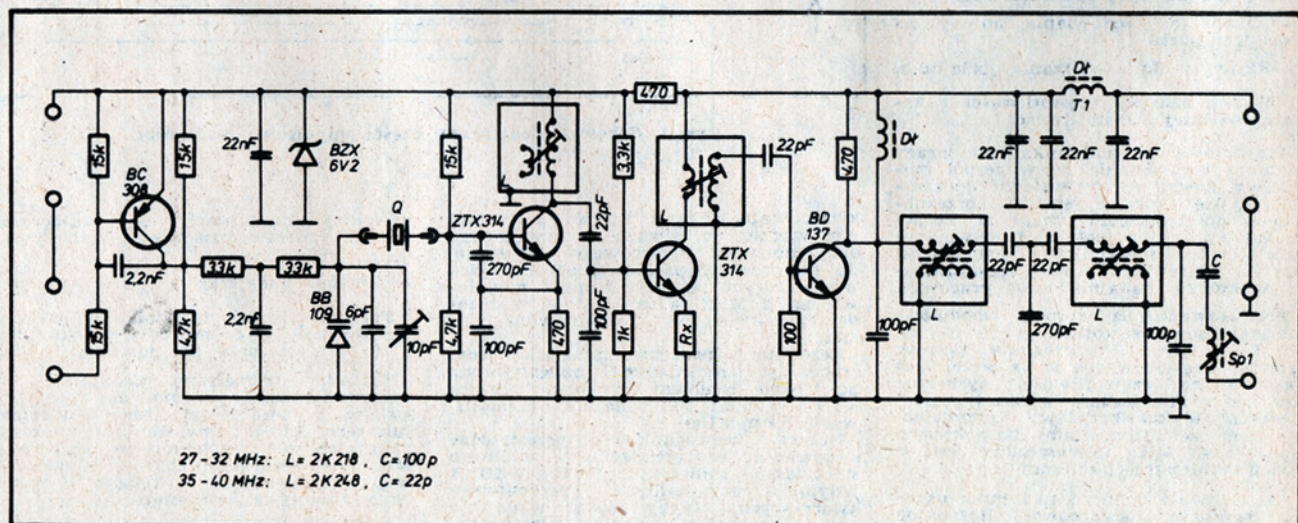 Dr
T1
470
15k
15k
22nF
BZX
6V2
15k
L
3,3k
22pF
470
Dr
22nF
22nF
22nF
BC
308
Q
ZTX314
22pF
L
ZTX
314
BD
137
2,2nF
33k
33k
270pF
22pF
22pF
C
15k
4,7k
2,2nF
BB
109
6pF
10pF
4,7k
100pF
470
100pF
1k
Rx
100
100pF
L
270pF
L
100p
Sp1
27-32 MHz: L = 2K218, C=100p
35-40 MHz: L = 2K248, C= 22p